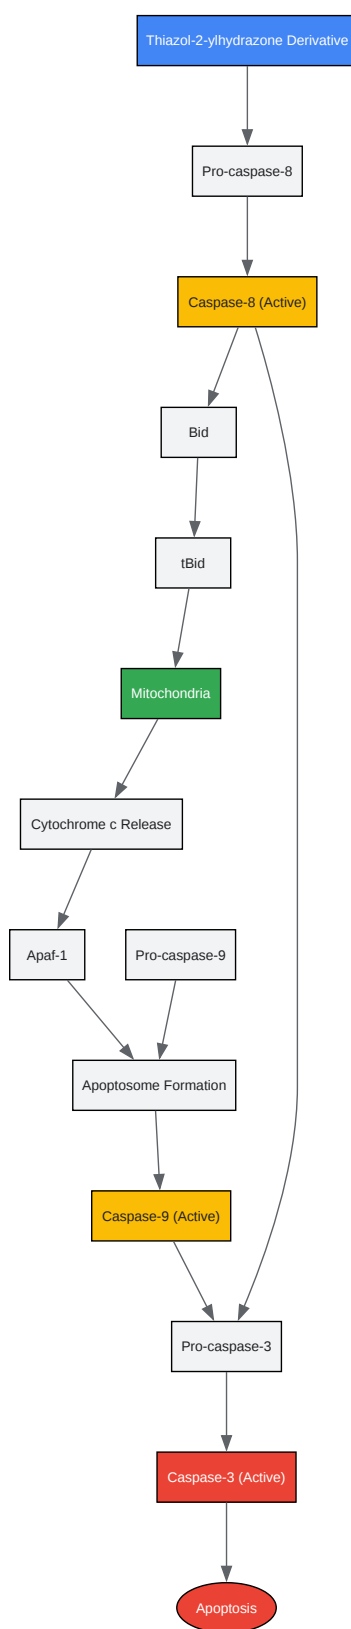 Thiazol-2-ylhydrazone Derivative
Pro-caspase-8
Caspase-8 (Active)
Bid
tBid
Mitochondria
Cytochrome c Release
Apaf-1
Pro-caspase-9
Apoptosome Formation
Caspase-9 (Active)
Pro-caspase-3
Caspase-3 (Active)
Apoptosis